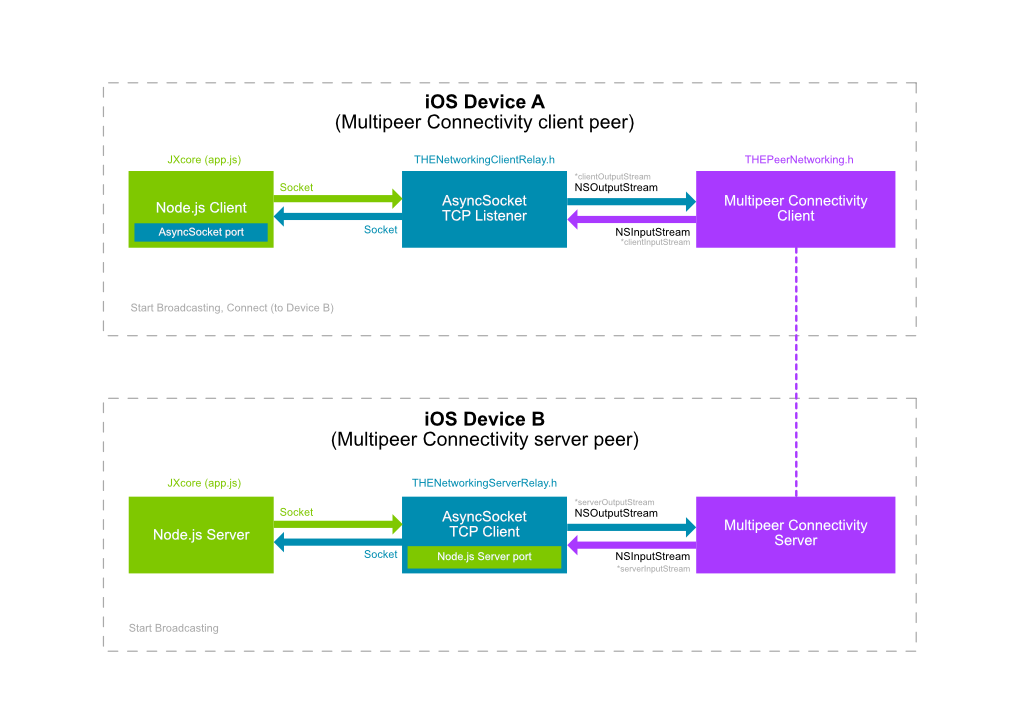 iOS Device A
(Multipeer Connectivity client peer)
JXcore (app.js)
THENetworkingClientRelay.h
THEPeerNetworking.h
Node.js Client
AsyncSocket port
Socket
Socket
AsyncSocket
TCP Listener
*clientOutputStream
NSOutputStream
NSInputStream
*clientInputStream
Multipeer Connectivity
Client
Start Broadcasting, Connect (to Device B)
iOS Device B
(Multipeer Connectivity server peer)
JXcore (app.js)
THENetworkingServerRelay.h
Node.js Server
Socket
Socket
AsyncSocket
TCP Client
Node.js Server port
*serverOutputStream
NSOutputStream
NSInputStream
*serverInputStream
Multipeer Connectivity
Server
Start Broadcasting